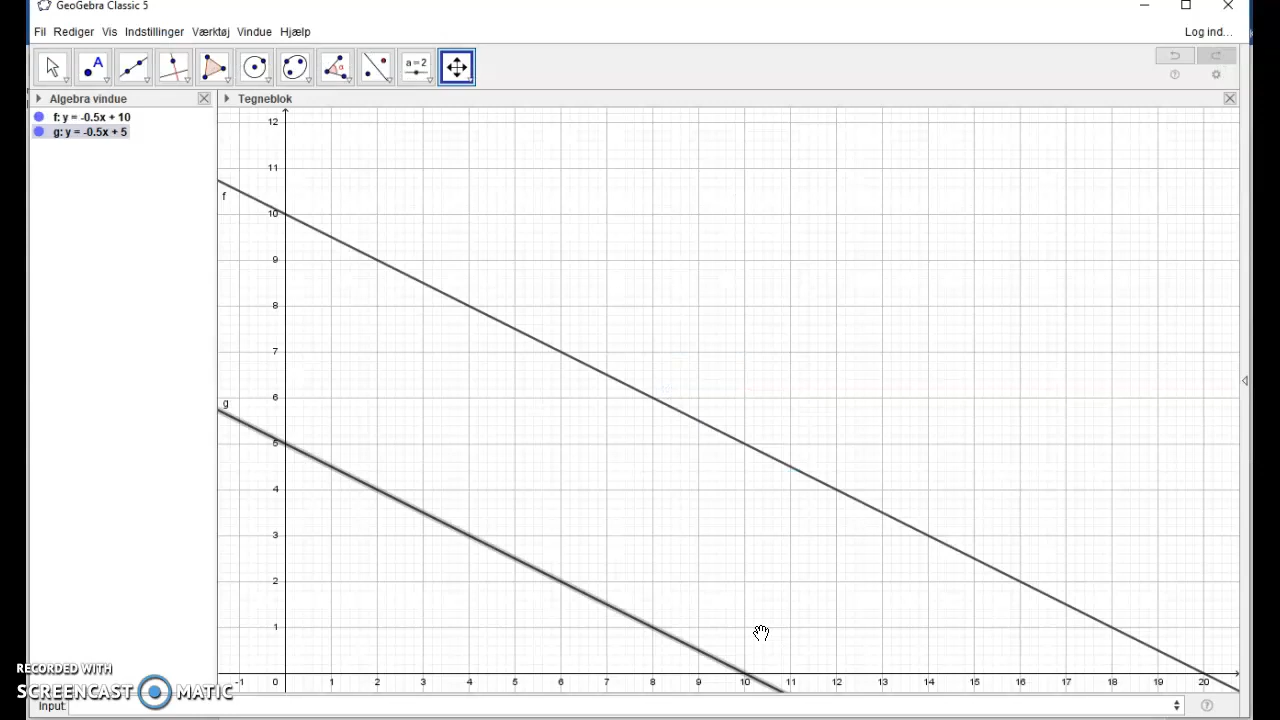 GeoGebra Classic 5
Fil Rediger Vis Indstillinger Værktøj Vindue Hjælp
Log ind...
A
α
a = 2
Algebra vindue
Tegneblok
f: y = -0.5x + 10
g: y = -0.5x + 5
12
11
10
9
8
7
6
5
4
3
2
1
f
g
-1 0 1 2 3 4 5 6 7 8 9 10 11 12 13 14 15 16 17 18 19 20
RECORDED WITH
SCREENCAST MATIC
Input: